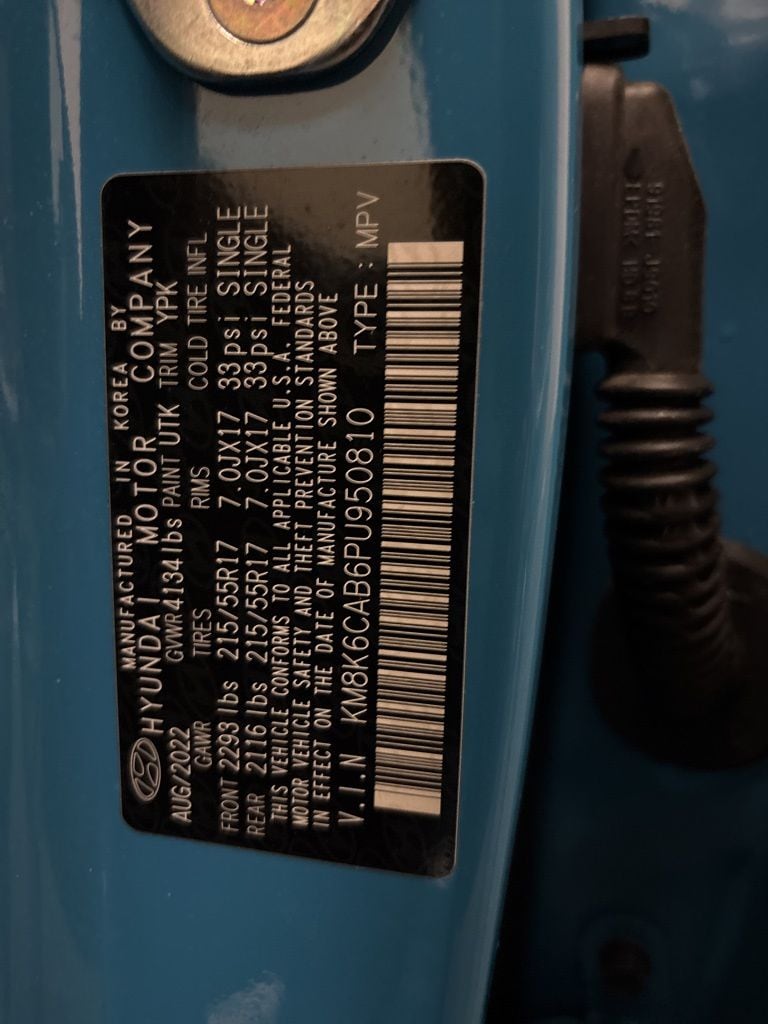 MANUFACTURED IN KOREA BY
HYUNDAI MOTOR COMPANY
AUG/2022 GVWR 4134lbs PAINT UTK TRIM YPK
GAWR TIRES RIMS COLD TIRE INFL
FRONT 2293lbs 215/55R17 7.0JX17 33psi SINGLE
REAR 2116lbs 215/55R17 7.0JX17 33psi SINGLE
THIS VEHICLE CONFORMS TO ALL APPLICABLE U.S.A. FEDERAL
MOTOR VEHICLE SAFETY AND THEFT PREVENTION STANDARDS
IN EFFECT ON THE DATE OF MANUFACTURE SHOWN ABOVE
V.I.N KM8K6CAB6PU950810 TYPE : MPV